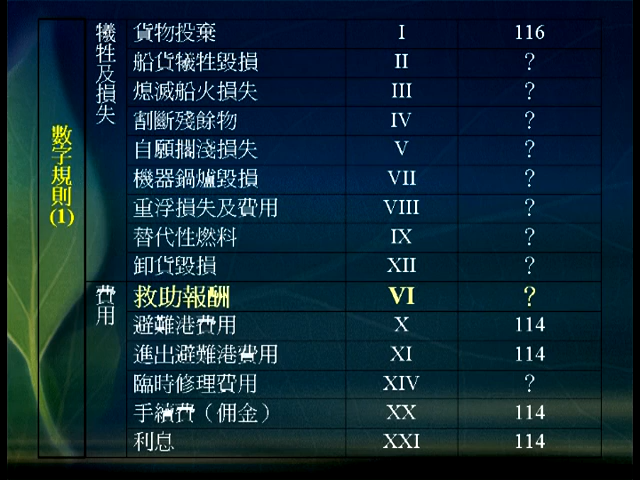 數字規則(1)
犧牲及損失
貨物投棄 I 116
船貨犧牲毀損 II ?
熄滅船火損失 III ?
割斷殘餘物 IV ?
自願擱淺損失 V ?
機器鍋爐毀損 VII ?
重浮損失及費用 VIII ?
替代性燃料 IX ?
卸貨毀損 XII ?
費用
救助報酬 VI ?
避難港費用 X 114
進出避難港費用 XI 114
臨時修理費用 XIV ?
手續費（佣金） XX 114
利息 XXI 114